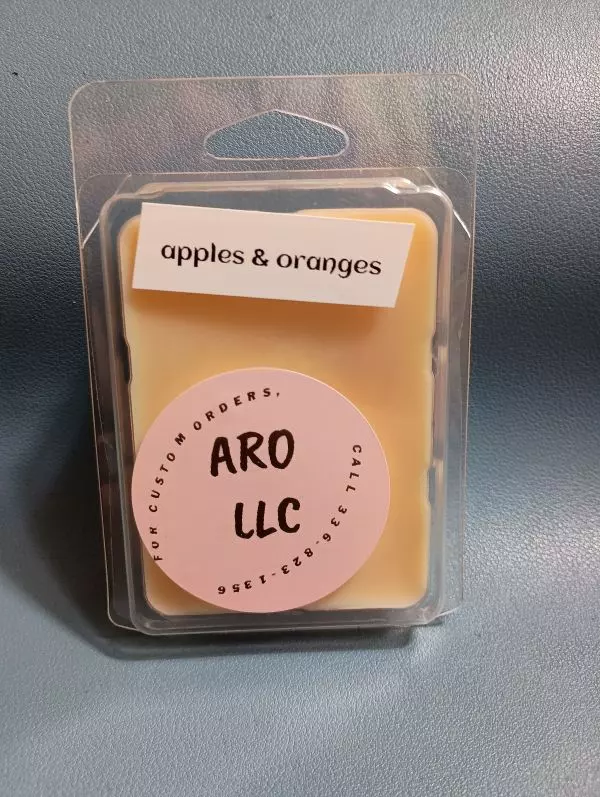 apples & oranges
FOR CUSTOM ORDERS,
ARO
LLC
CALL 336-823-1356